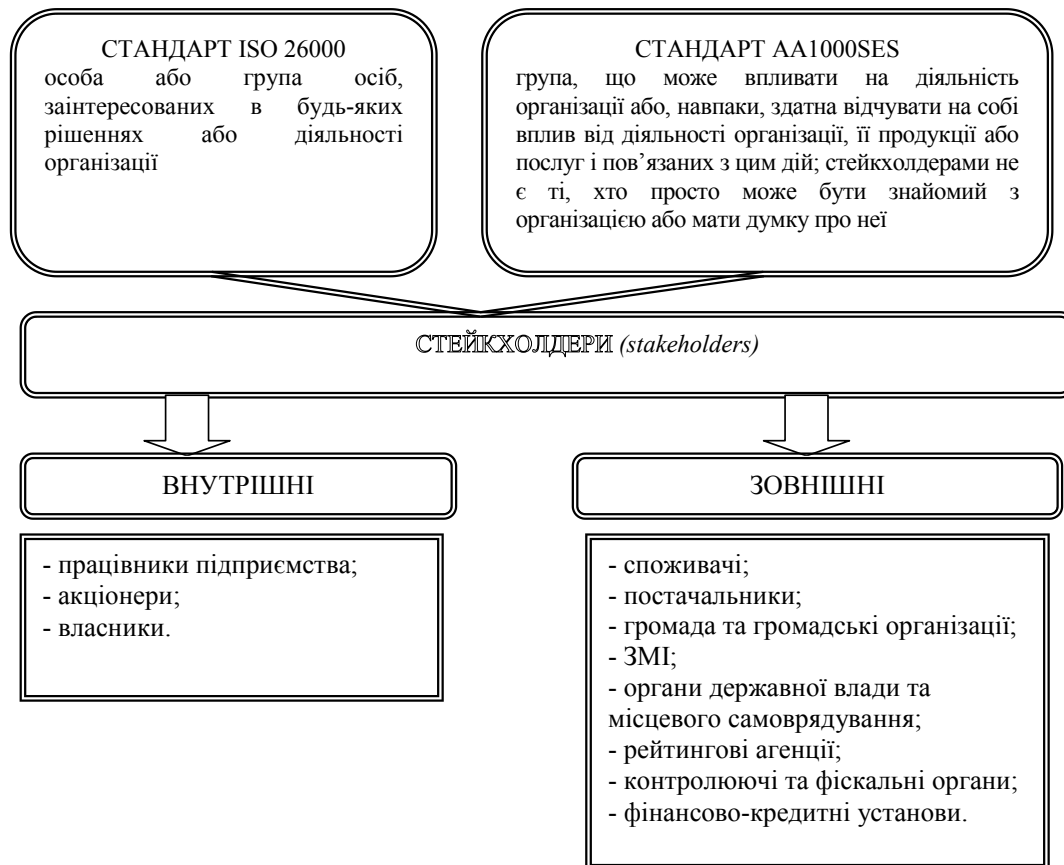 СТАНДАРТ ISO 26000
особа або група осіб,
заінтересованих в будь-яких
рішеннях або діяльності
організації
СТАНДАРТ AA1000SES
група, що може впливати на діяльність
організації або, навпаки, здатна відчувати на собі
вплив від діяльності організації, її продукції або
послуг і пов’язаних з цим дій; стейкхолдерами не
є ті, хто просто може бути знайомий з
організацією або мати думку про неї
СТЕЙКХОЛДЕРИ (stakeholders)
ВНУТРІШНІ
- працівники підприємства;
- акціонери;
- власники.
ЗОВНІШНІ
- споживачі;
- постачальники;
- громада та громадські організації;
- ЗМІ;
- органи державної влади та
місцевого самоврядування;
- рейтингові агенції;
- контролюючі та фіскальні органи;
- фінансово-кредитні установи.